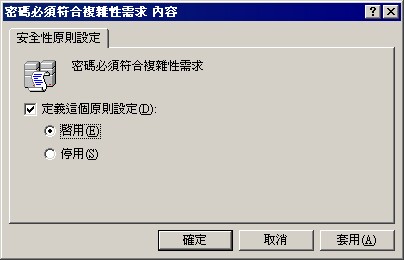 密碼必須符合複雜性需求 內容
安全性原則設定
密碼必須符合複雜性需求
定義這個原則設定(D):
啓用(E)
停用(S)
確定
取消
套用(A)